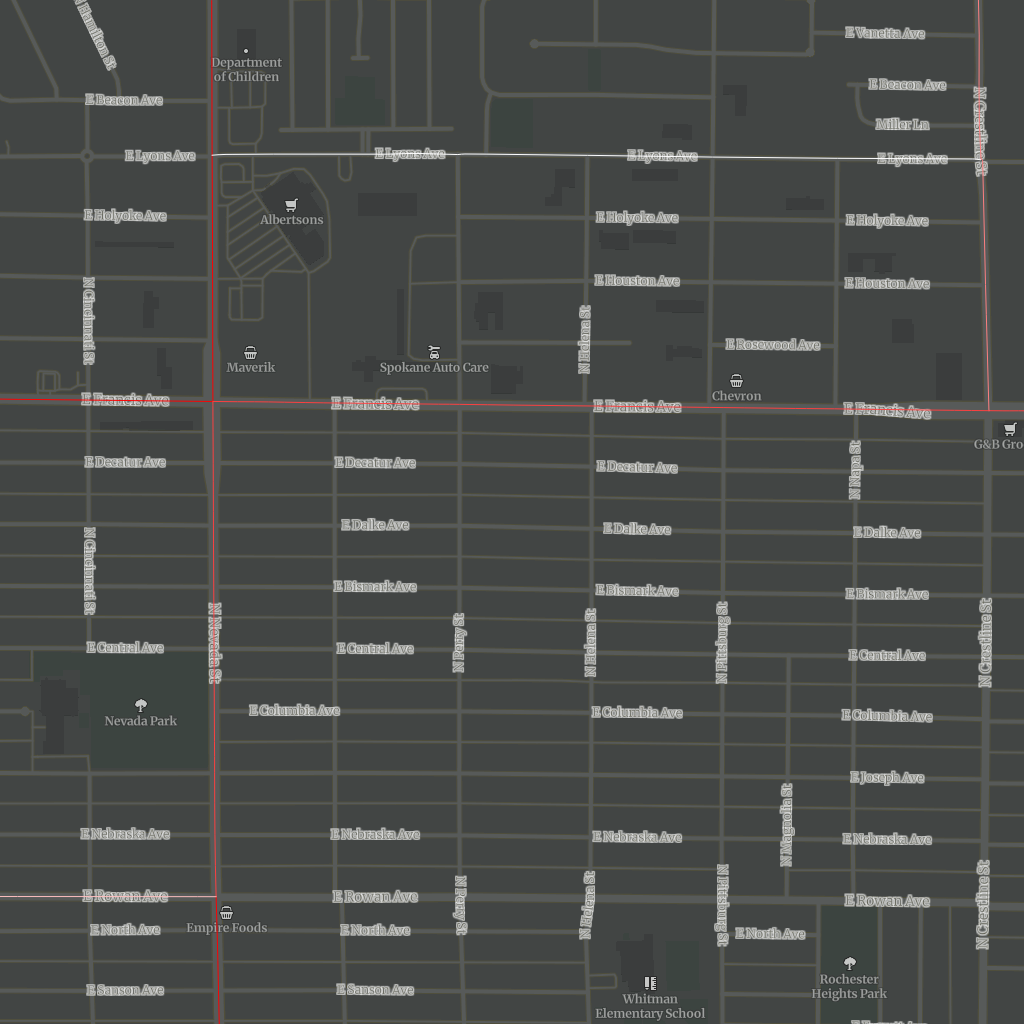 N Hamilton St
E Vanetta Ave
Department
of Children
E Beacon Ave
E Beacon Ave
Miller Ln
N Crestline St
E Lyons Ave
E Lyons Ave
E Lyons Ave
E Lyons Ave
Albertsons
E Holyoke Ave
E Holyoke Ave
E Holyoke Ave
E Houston Ave
E Houston Ave
N Cincinnati St
N Helena St
E Rosewood Ave
Maverik
Spokane Auto Care
Chevron
E Francis Ave
E Francis Ave
E Francis Ave
E Francis Ave
G&B Gro
E Decatur Ave
E Decatur Ave
E Decatur Ave
N Napa St
E Dalke Ave
E Dalke Ave
E Dalke Ave
N Cincinnati St
E Bismark Ave
E Bismark Ave
E Bismark Ave
N Nevada St
N Perry St
N Helena St
N Pittsburg St
N Crestline St
E Central Ave
E Central Ave
E Central Ave
Nevada Park
E Columbia Ave
E Columbia Ave
E Columbia Ave
E Joseph Ave
N Magnolia St
E Nebraska Ave
E Nebraska Ave
E Nebraska Ave
E Nebraska Ave
E Rowan Ave
E Rowan Ave
E Rowan Ave
N Perry St
N Helena St
N Pittsburg St
N Crestline St
Empire Foods
E North Ave
E North Ave
E North Ave
Rochester
Heights Park
E Sanson Ave
E Sanson Ave
Whitman
Elementary School